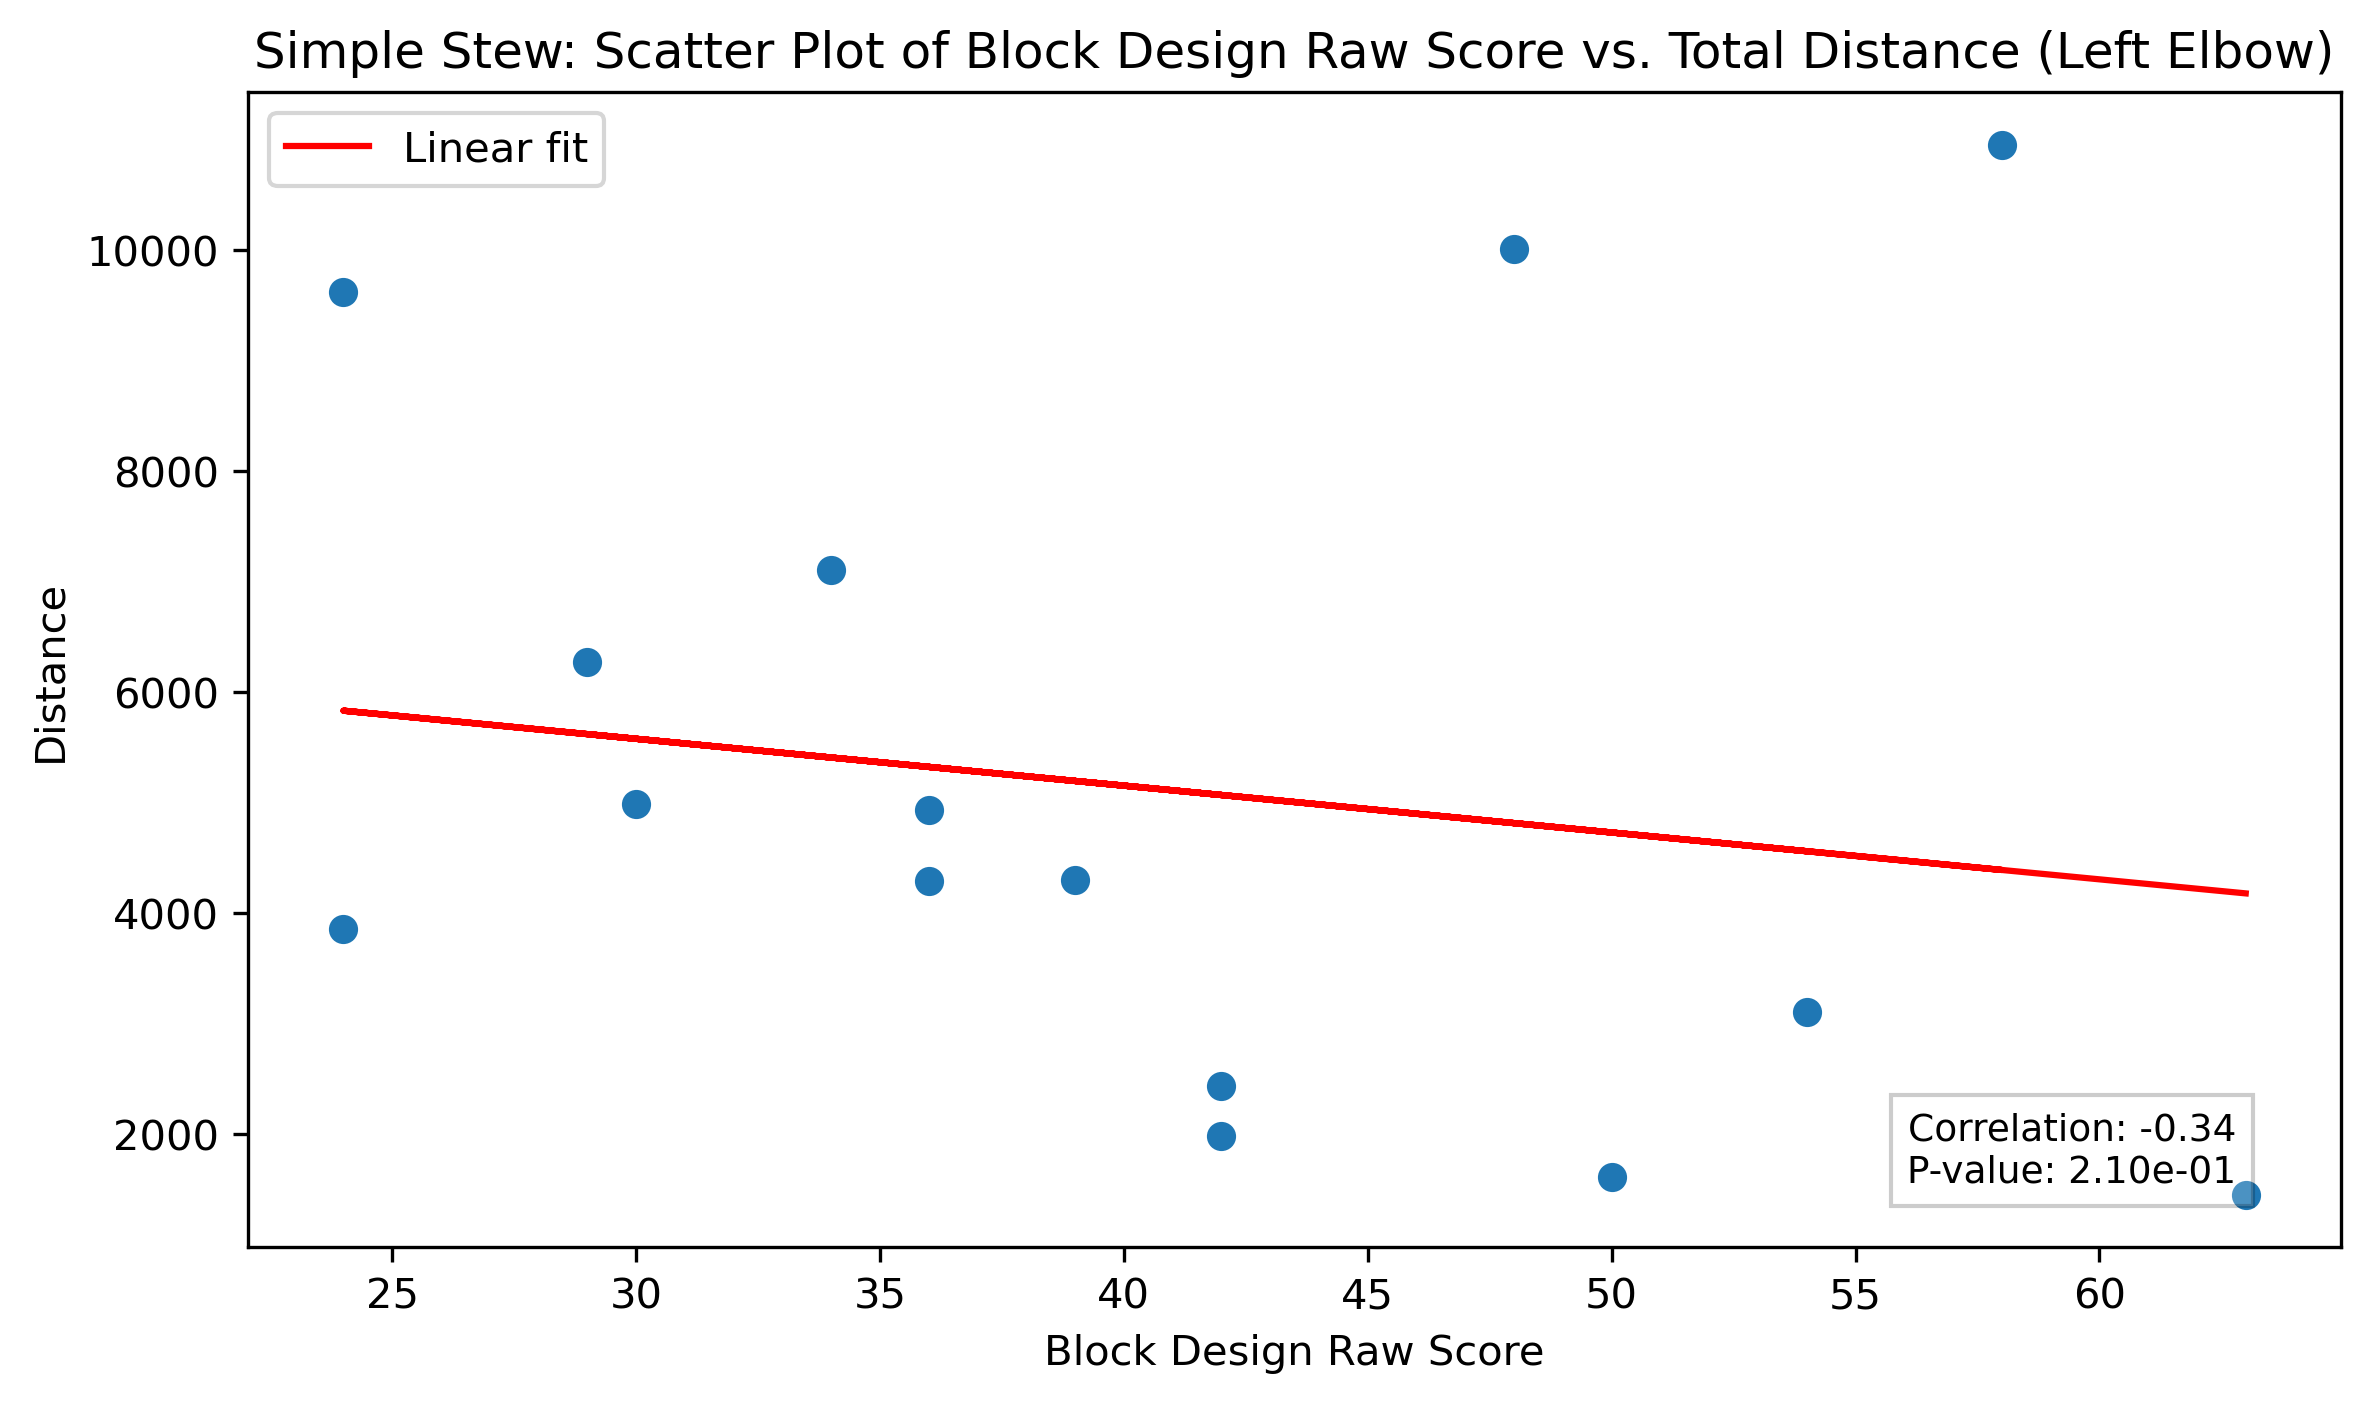 Simple Stew: Scatter Plot of Block Design Raw Score vs. Total Distance (Left Elbow)
Linear fit
10000
8000
6000
4000
2000
Distance
Correlation: -0.34
P-value: 2.10e-01
25 30 35 40 45 50 55 60
Block Design Raw Score